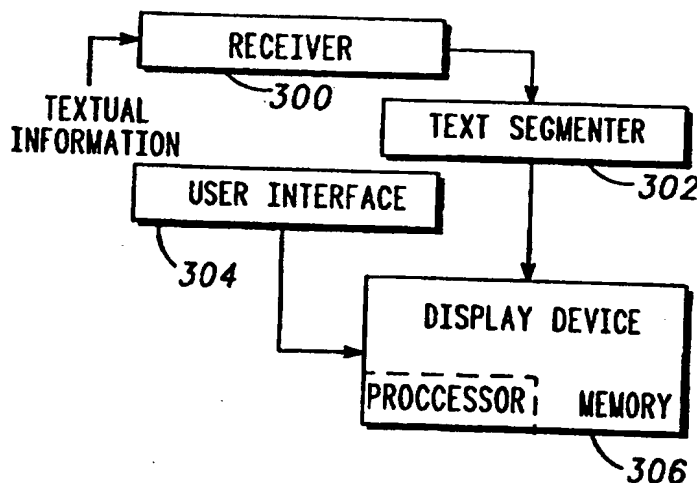 RECEIVER
300
TEXTUAL
INFORMATION
TEXT SEGMENTER
302
USER INTERFACE
304
DISPLAY DEVICE
PROCCESSOR
MEMORY
306